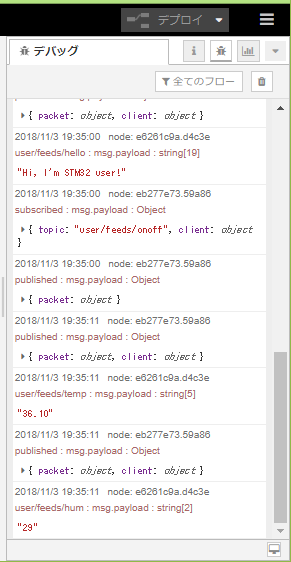 デプロイ
デバッグ
全てのフロー
{ packet: object, client: object }
2018/11/3 19:35:00 node: e6261c9a.d4c3e
user/feeds/hello : msg.payload : string[19]
"Hi, I'm STM32 user!"
2018/11/3 19:35:00 node: eb277e73.59a86
subscribed : msg.payload : Object
{ topic: "user/feeds/onoff", client: object
}
2018/11/3 19:35:00 node: eb277e73.59a86
published : msg.payload : Object
{ packet: object }
2018/11/3 19:35:11 node: eb277e73.59a86
published : msg.payload : Object
{ packet: object, client: object }
2018/11/3 19:35:11 node: e6261c9a.d4c3e
user/feeds/temp : msg.payload : string[5]
"36.10"
2018/11/3 19:35:11 node: eb277e73.59a86
published : msg.payload : Object
{ packet: object, client: object }
2018/11/3 19:35:11 node: e6261c9a.d4c3e
user/feeds/hum : msg.payload : string[2]
"29"